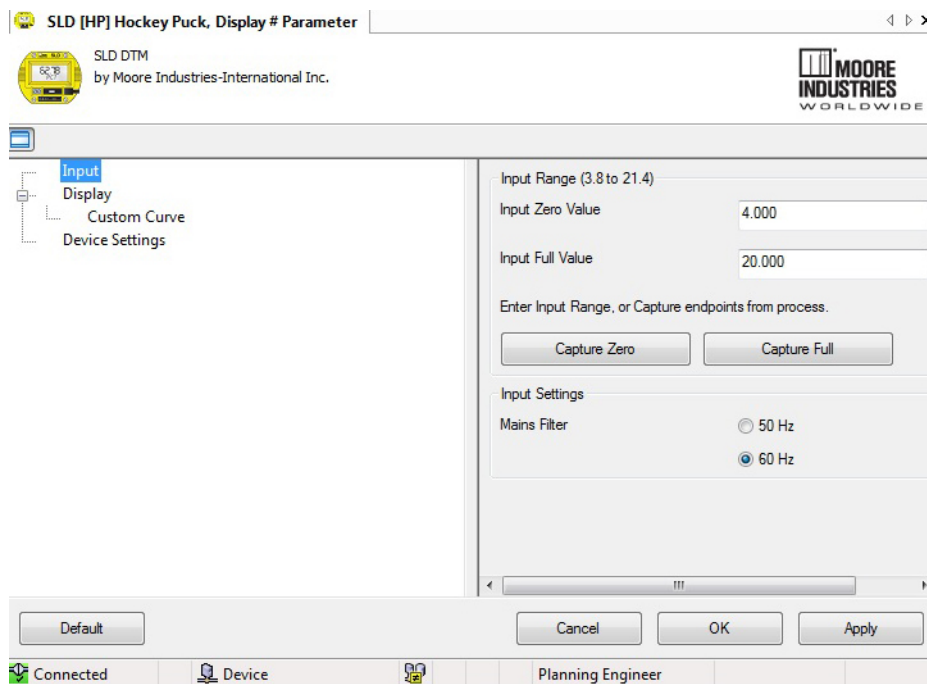 SLD [HP] Hockey Puck, Display # Parameter
SLD DTM
by Moore Industries-International Inc.
MOORE
INDUSTRIES
WORLDWIDE
Input
Display
Custom Curve
Device Settings
Input Range (3.8 to 21.4)
Input Zero Value 4.000
Input Full Value 20.000
Enter Input Range, or Capture endpoints from process.
Capture Zero Capture Full
Input Settings
Mains Filter 50 Hz
60 Hz
Default Cancel OK Apply
Connected Device Planning Engineer